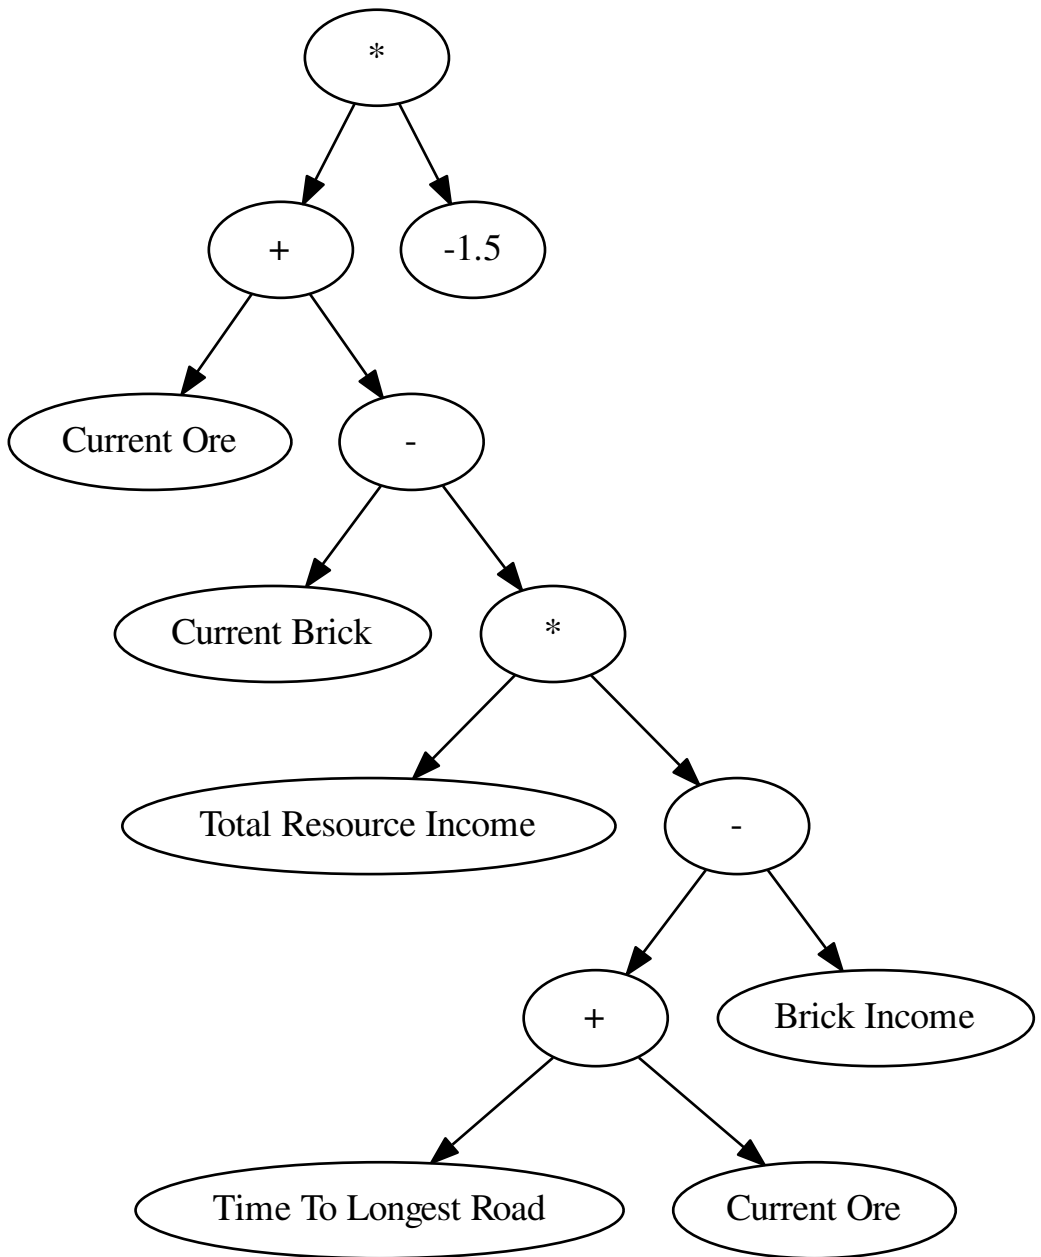 *
+
-1.5
Current Ore
-
Current Brick
*
Total Resource Income
-
+
Brick Income
Time To Longest Road
Current Ore